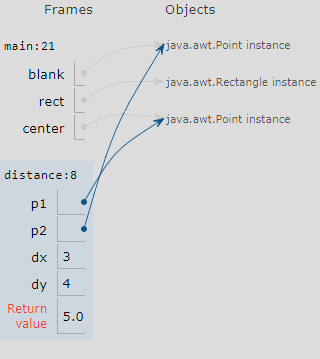 Frames Objects
main:21
blank
rect
center
java.awt.Point instance
java.awt.Rectangle instance
java.awt.Point instance
distance:8
p1
p2
dx 3
dy 4
Return
value 5.0